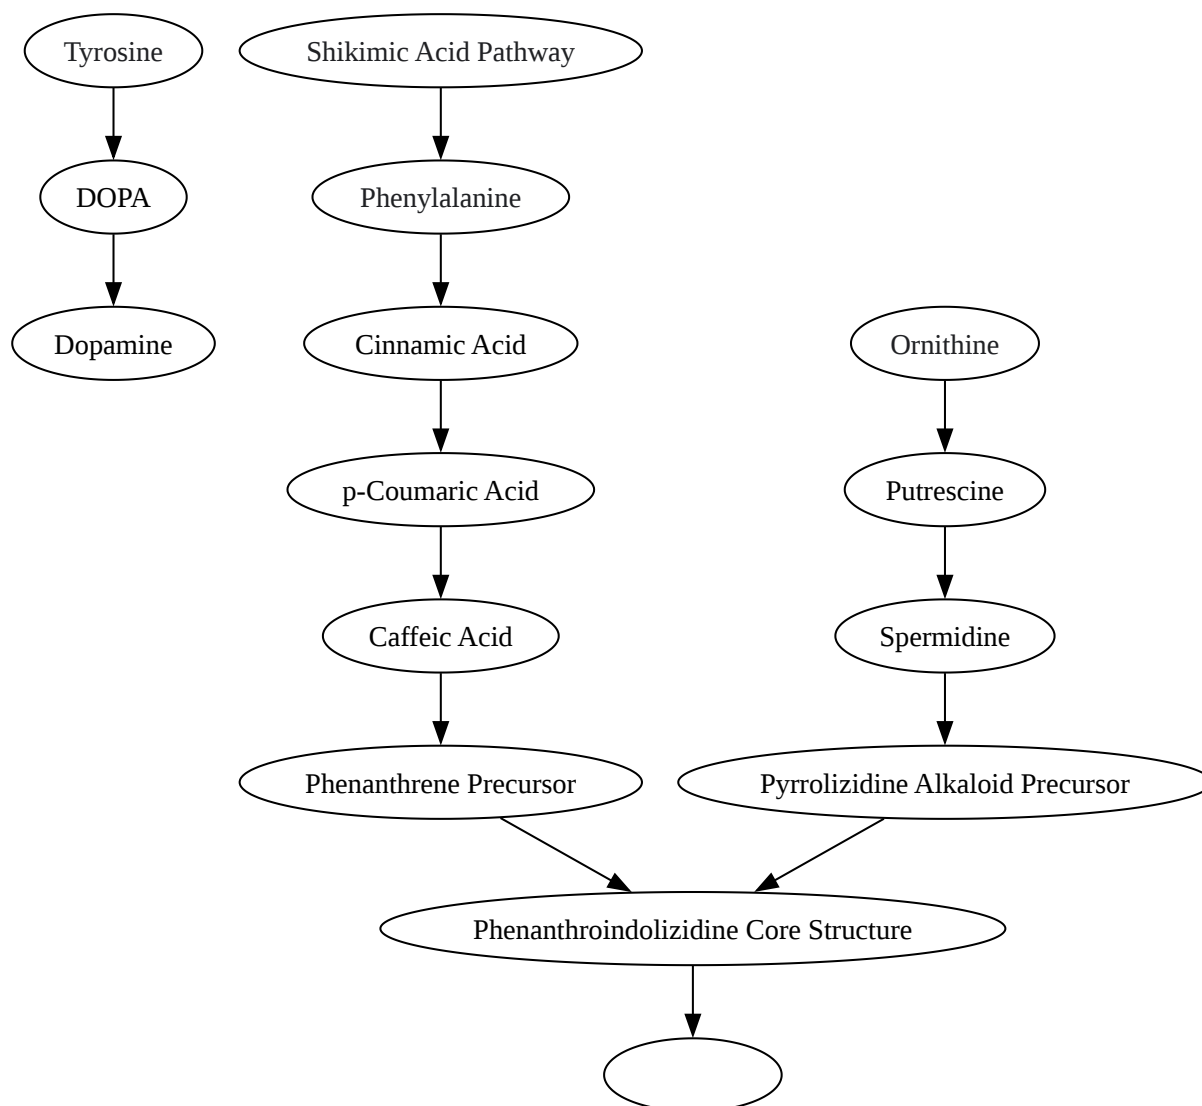 Tyrosine
Shikimic Acid Pathway
DOPA
Phenylalanine
Dopamine
Cinnamic Acid
Ornithine
p-Coumaric Acid
Putrescine
Caffeic Acid
Spermidine
Phenanthrene Precursor
Pyrrolizidine Alkaloid Precursor
Phenanthroindolizidine Core Structure